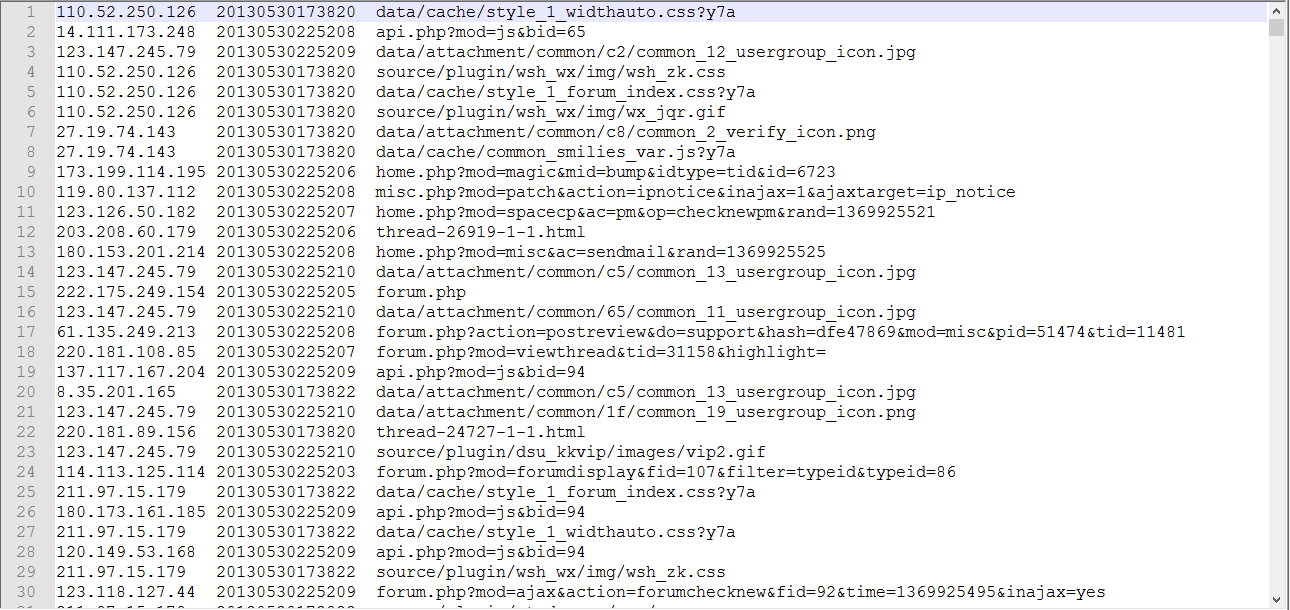 1 110.52.250.126 20130530173820 data/cache/style_1_widthauto.css?y7a
2 14.111.173.248 20130530225208 api.php?mod=js&bid=65
3 123.147.245.79 20130530225209 data/attachment/common/c2/common_12_usergroup_icon.jpg
4 110.52.250.126 20130530173820 source/plugin/wsh_wx/img/wsh_zk.css
5 110.52.250.126 20130530173820 data/cache/style_1_forum_index.css?y7a
6 110.52.250.126 20130530173820 source/plugin/wsh_wx/img/wx_jqr.gif
7 27.19.74.143 20130530173820 data/attachment/common/c8/common_2_verify_icon.png
8 27.19.74.143 20130530173820 data/cache/common_smilies_var.js?y7a
9 173.199.114.195 20130530225206 home.php?mod=magic&mid=bump&idtype=tid&id=6723
10 119.80.137.112 20130530225208 misc.php?mod=patch&action=ipnotice&inajax=1&ajaxtarget=ip_notice
11 123.126.50.182 20130530225207 home.php?mod=spacecp&ac=pm&op=checknewpm&rand=1369925521
12 203.208.60.179 20130530225206 thread-26919-1-1.html
13 180.153.201.214 20130530225208 home.php?mod=misc&ac=sendmail&rand=1369925525
14 123.147.245.79 20130530225210 data/attachment/common/c5/common_13_usergroup_icon.jpg
15 222.175.249.154 20130530225205 forum.php
16 123.147.245.79 20130530225210 data/attachment/common/65/common_11_usergroup_icon.jpg
17 61.135.249.213 20130530225208 forum.php?action=postreview&do=support&hash=dfe47869&mod=misc&pid=51474&tid=11481
18 220.181.108.85 20130530225207 forum.php?mod=viewthread&tid=31158&highlight=
19 137.117.167.204 20130530225209 api.php?mod=js&bid=94
20 8.35.201.165 20130530173822 data/attachment/common/c5/common_13_usergroup_icon.jpg
21 123.147.245.79 20130530225210 data/attachment/common/1f/common_19_usergroup_icon.png
22 220.181.89.156 20130530173820 thread-24727-1-1.html
23 123.147.245.79 20130530225210 source/plugin/dsu_kkvip/images/vip2.gif
24 114.113.125.114 20130530225203 forum.php?mod=forumdisplay&fid=107&filter=typeid&typeid=86
25 211.97.15.179 20130530173822 data/cache/style_1_forum_index.css?y7a
26 180.173.161.185 20130530225209 api.php?mod=js&bid=94
27 211.97.15.179 20130530173822 data/cache/style_1_widthauto.css?y7a
28 120.149.53.168 20130530225209 api.php?mod=js&bid=94
29 211.97.15.179 20130530173822 source/plugin/wsh_wx/img/wsh_zk.css
30 123.118.127.44 20130530225209 forum.php?mod=ajax&action=forumchecknew&fid=92&time=1369925495&inajax=yes